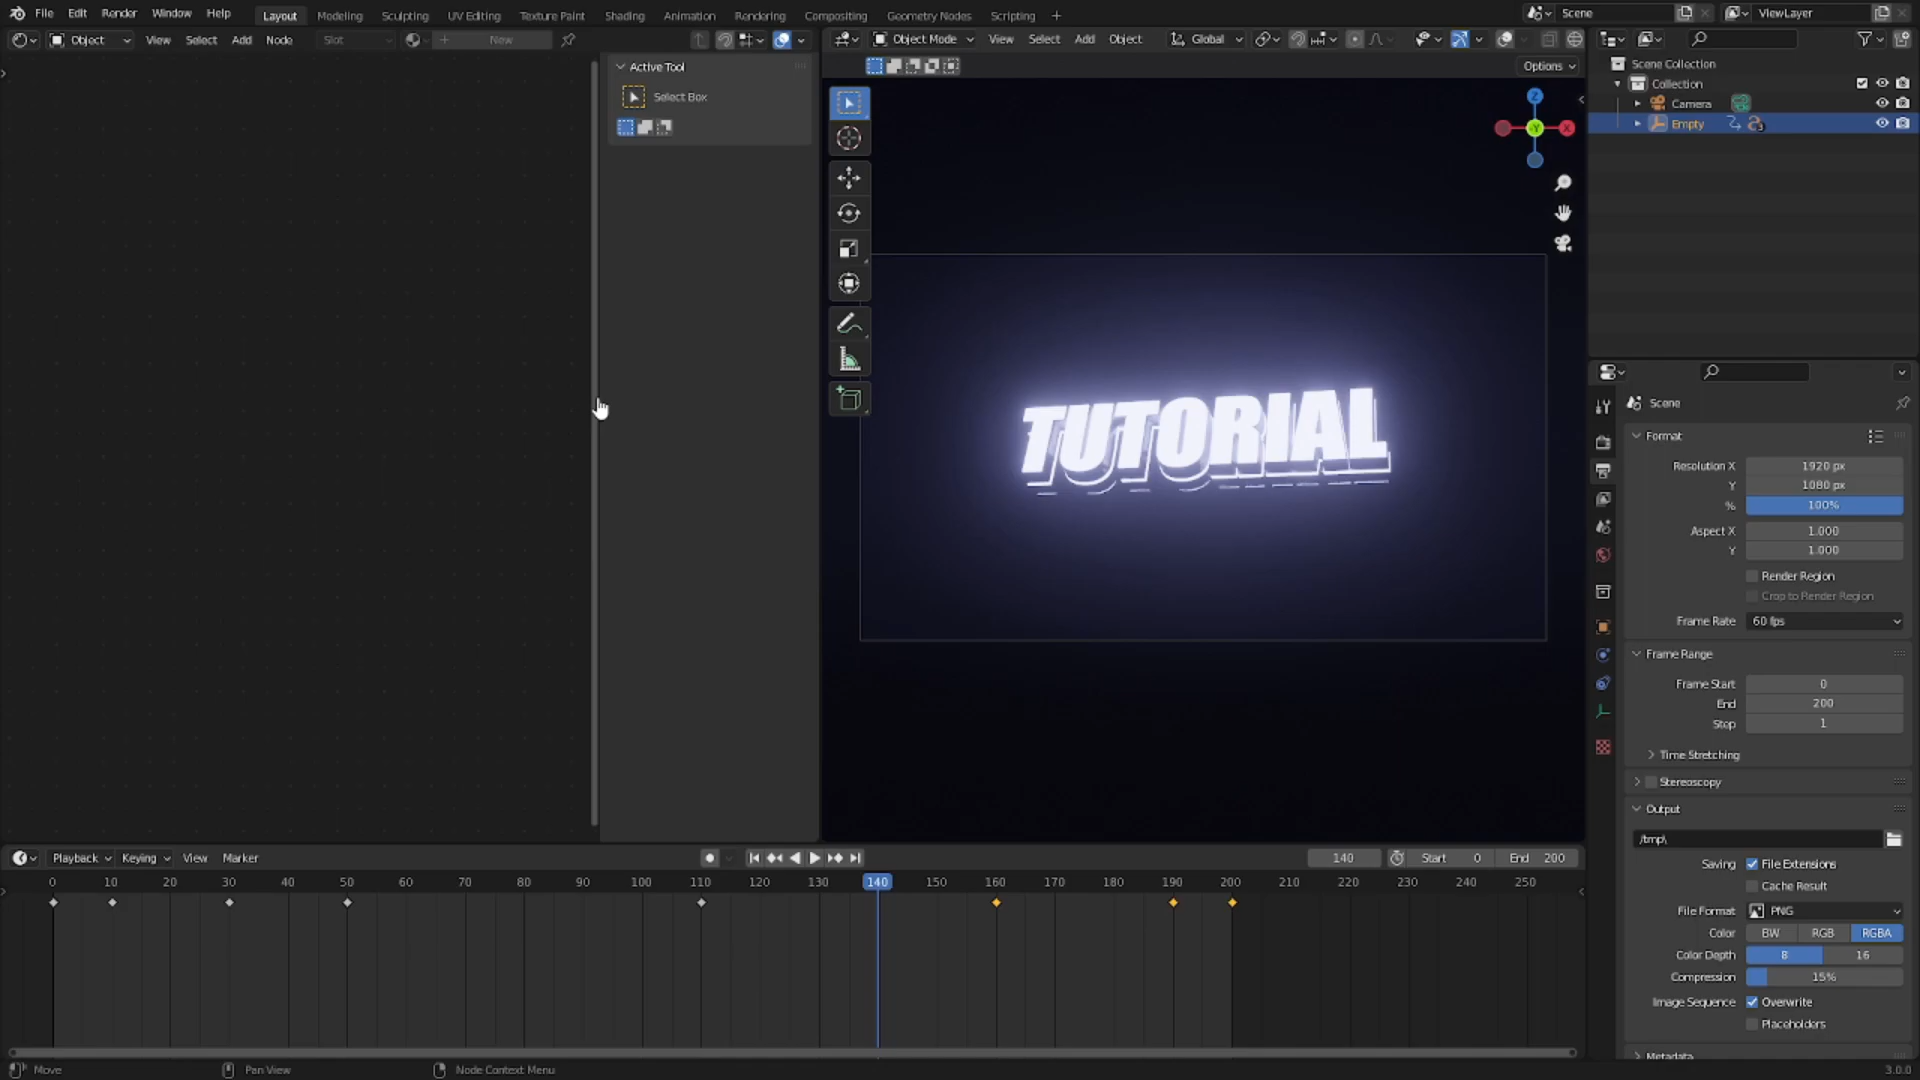 File Edit Render Window Help Layout Modeling Sculpting UV Editing Texture Paint Shading Animation Rendering Compositing Geometry Nodes Scripting + Scene ViewLayer
Object View Select Add Node Slot New
Object Mode View Select Add Object Global
Options
Active Tool
Select Box
Z
-Y
X
TUTORIAL
Scene Collection
Collection
Camera
Empty
3
Scene
Format
Resolution X 1920 px
Y 1080 px
% 100%
Aspect X 1.000
Y 1.000
Render Region
Crop to Render Region
Frame Rate 60 fps
Frame Range
Frame Start 0
End 200
Step 1
Time Stretching
Stereoscopy
Output
/tmp\
Saving File Extensions
Cache Result
File Format PNG
Color BW RGB RGBA
Color Depth 8 16
Compression 15%
Image Sequence Overwrite
Placeholders
Metadata
Playback Keying View Marker 140 Start 0 End 200
0 10 20 30 40 50 60 70 80 90 100 110 120 130 140 150 160 170 180 190 200 210 220 230 240 250
Move Pan View Node Context Menu 3.0.0